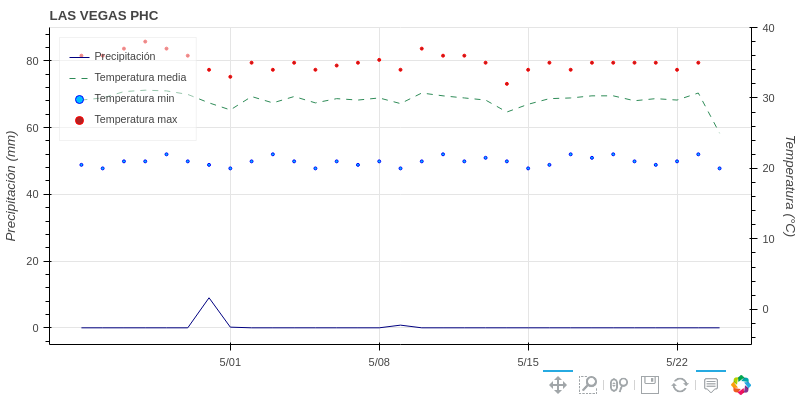 LAS VEGAS PHC
Precipitación (mm)
80
60
40
20
0
Precipitación
Temperatura media
Temperatura min
Temperatura max
40
30
20
10
0
Temperatura (°C)
5/01
5/08
5/15
5/22